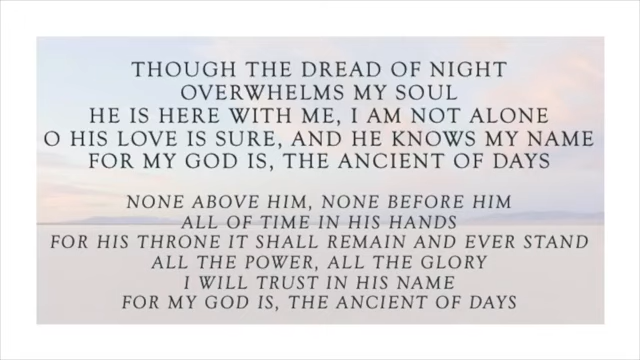 THOUGH THE DREAD OF NIGHT
OVERWHELMS MY SOUL
HE IS HERE WITH ME, I AM NOT ALONE
O HIS LOVE IS SURE, AND HE KNOWS MY NAME
FOR MY GOD IS, THE ANCIENT OF DAYS
NONE ABOVE HIM, NONE BEFORE HIM
ALL OF TIME IN HIS HANDS
FOR HIS THRONE IT SHALL REMAIN AND EVER STAND
ALL THE POWER, ALL THE GLORY
I WILL TRUST IN HIS NAME
FOR MY GOD IS, THE ANCIENT OF DAYS